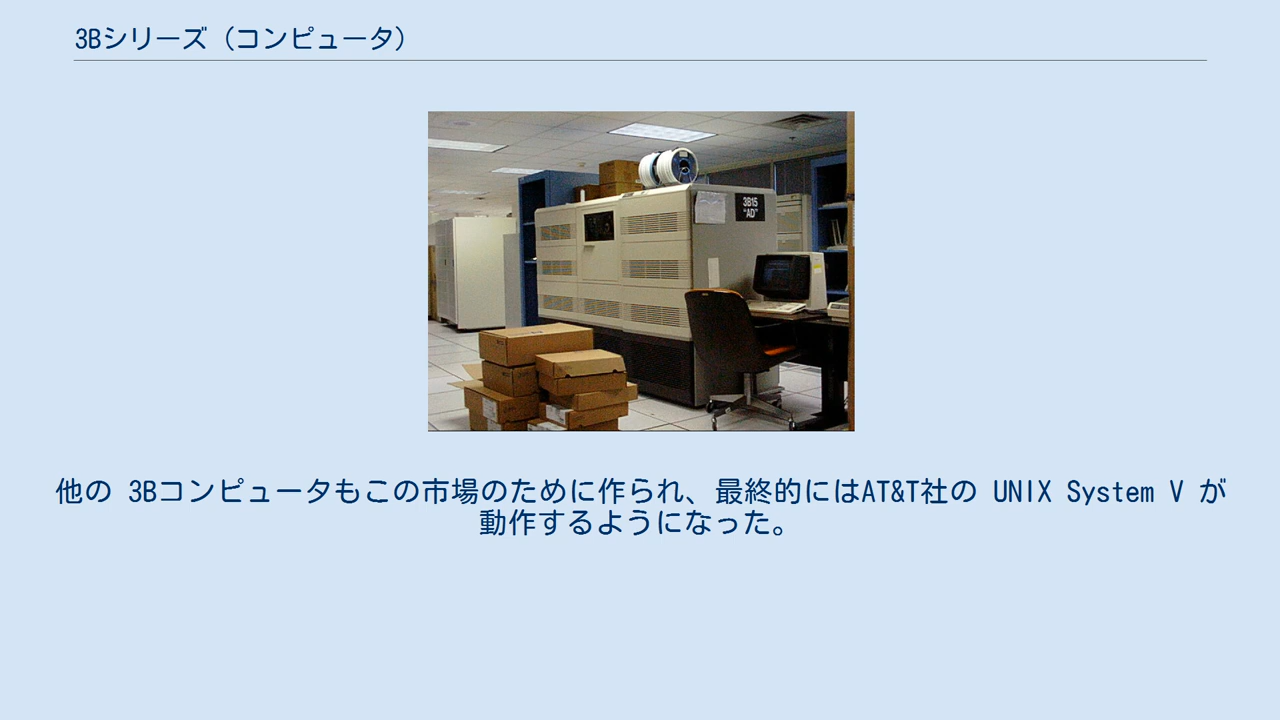 3Bシリーズ（コンピュータ）
3B15
"AD"
他の 3Bコンピュータもこの市場のために作られ、最終的にはAT&T社の UNIX System V が
動作するようになった。